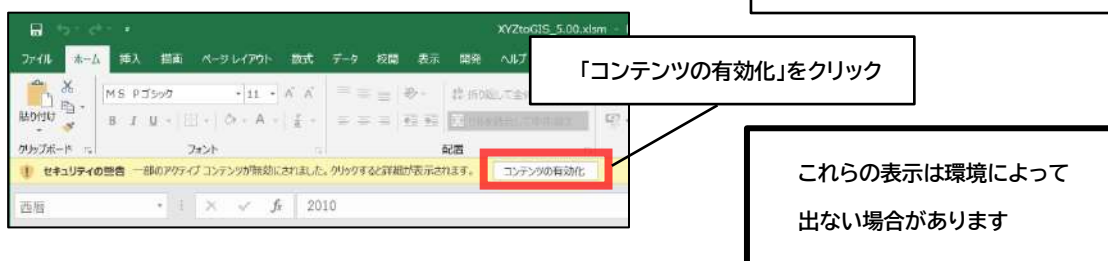 XYZtoGIS_5.00.xlsm -
ファイル ホーム 挿入 描画 ページ レイアウト 数式 データ 校閲 表示 開発 ヘルプ
「コンテンツの有効化」をクリック
貼り付け
MS Pゴシック 11
B I U
クリップボード フォント 配置
セキュリティの警告 一部のアクティブ コンテンツが無効にされました。クリックすると詳細が表示されます。 コンテンツの有効化
西暦 fx 2010
これらの表示は環境によって
出ない場合があります